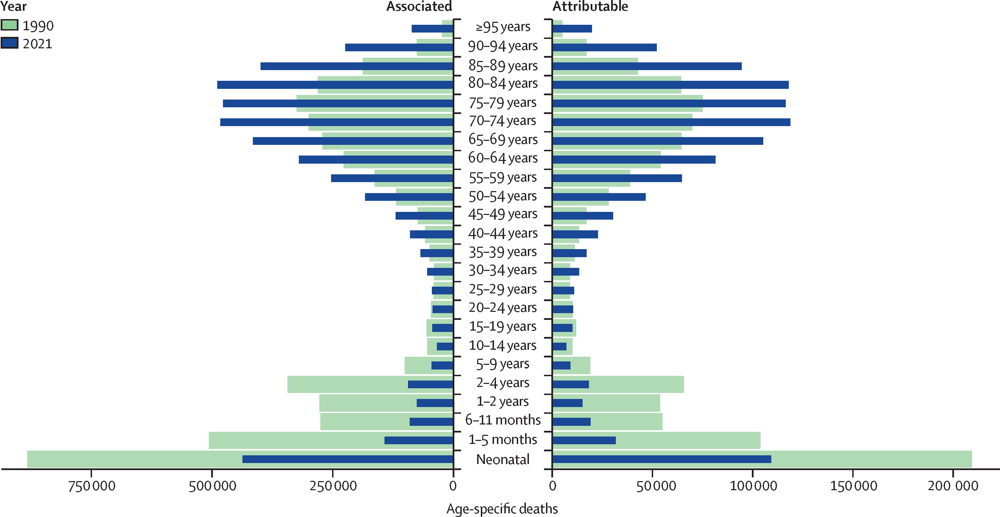 Year
1990
2021
Associated
Attributable
≥95 years
90–94 years
85–89 years
80–84 years
75–79 years
70–74 years
65–69 years
60–64 years
55–59 years
50–54 years
45–49 years
40–44 years
35–39 years
30–34 years
25–29 years
20–24 years
15–19 years
10–14 years
5–9 years
2–4 years
1–2 years
6–11 months
1–5 months
Neonatal
750 000 500 000 250 000 0 0 50 000 100 000 150 000 200 000
Age-specific deaths